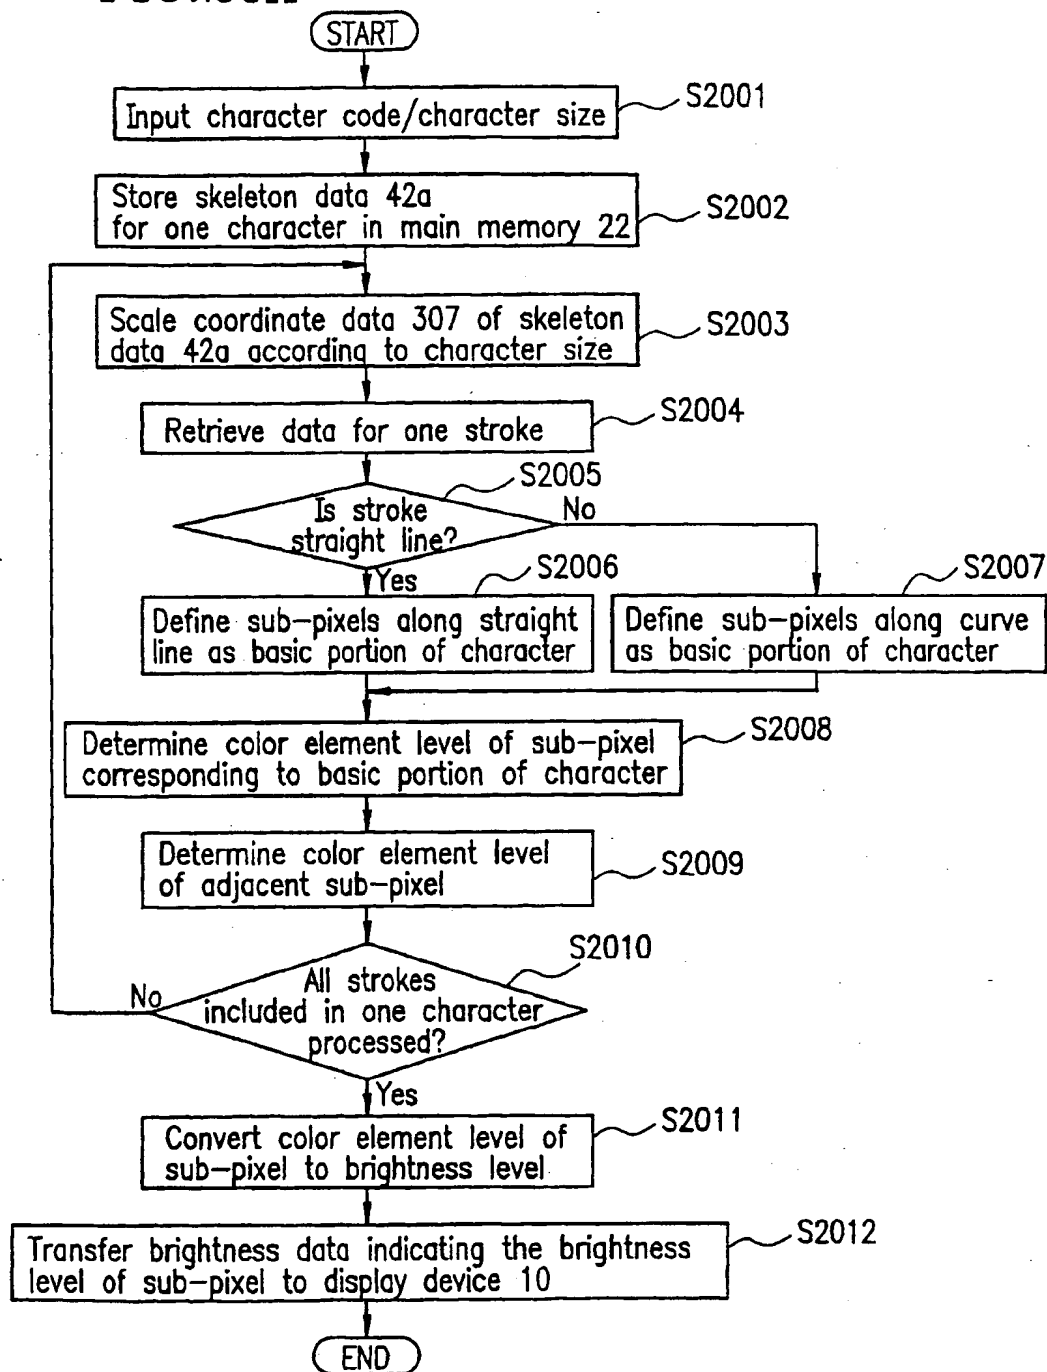 START
S2001
Input character code/character size
S2002
Store skeleton data 42a
for one character in main memory 22
S2003
Scale coordinate data 307 of skeleton
data 42a according to character size
S2004
Retrieve data for one stroke
S2005
Is stroke
straight line?
No
Yes
S2006
Define sub-pixels along straight
line as basic portion of character
S2007
Define sub-pixels along curve
as basic portion of character
S2008
Determine color element level of sub-pixel
corresponding to basic portion of character
S2009
Determine color element level
of adjacent sub-pixel
S2010
All strokes
included in one character
processed?
No
Yes
S2011
Convert color element level of
sub-pixel to brightness level
S2012
Transfer brightness data indicating the brightness
level of sub-pixel to display device 10
END